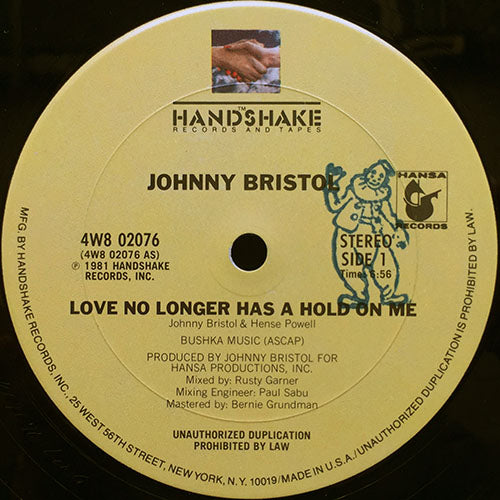 HANDSHAKE
TM
RECORDS AND TAPES
JOHNNY BRISTOL
HANSA
RECORDS
4W8 02076
(4W8 02076 AS)
℗ 1981 HANDSHAKE
RECORDS, INC.
STEREO
SIDE 1
Time: 6:56
LOVE NO LONGER HAS A HOLD ON ME
Johnny Bristol & Hense Powell
BUSHKA MUSIC (ASCAP)
PRODUCED BY JOHNNY BRISTOL FOR
HANSA PRODUCTIONS, INC.
Mixed by: Rusty Garner
Mixing Engineer: Paul Sabu
Mastered by: Bernie Grundman
UNAUTHORIZED DUPLICATION
PROHIBITED BY LAW
MFG. BY HANDSHAKE RECORDS, INC., 25 WEST 56TH STREET, NEW YORK, N.Y. 10019/MADE IN U.S.A./UNAUTHORIZED DUPLICATION IS PROHIBITED BY LAW.